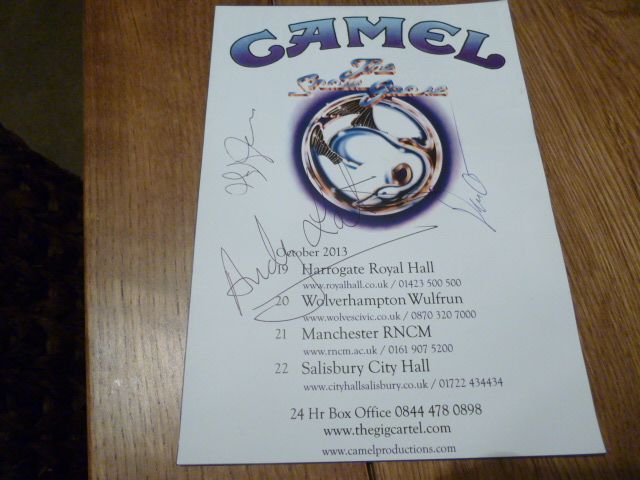 CAMEL
The
Snow Goose
October 2013
19 Harrogate Royal Hall
www.royalhall.co.uk / 01423 500 500
20 Wolverhampton Wulfrun
www.wolvescivic.co.uk / 0870 320 7000
21 Manchester RNCM
www.rncm.ac.uk / 0161 907 5200
22 Salisbury City Hall
www.cityhallsalisbury.co.uk / 01722 434434
24 Hr Box Office 0844 478 0898
www.thegigcartel.com
www.camelproductions.com
Andy